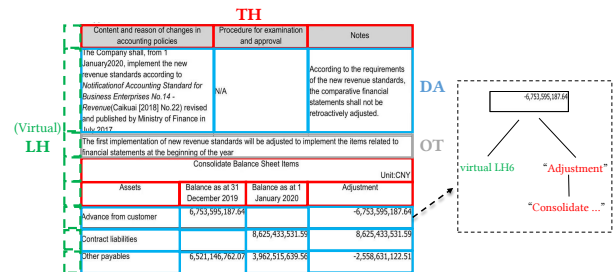 TH
Content and reason of changes in
accounting policies
Procedure for examination
and approval
Notes
The Company shall, from 1
January2020, implement the new
revenue standards according to
Notificationof Accounting Standard for
Business Enterprises No.14 -
Revenue(Caikuai [2018] No.22) revised
and published by Ministry of Finance in
July 2017
N/A
According to the requirements
of the new revenue standards,
the comparative financial
statements shall not be
retroactively adjusted.
DA
(Virtual)
LH
The first implementation of new revenue standards will be adjusted to implement the items related to
financial statements at the beginning of the year
OT
Consolidate Balance Sheet Items
Unit:CNY
Assets
Balance as at 31
December 2019
Balance as at 1
January 2020
Adjustment
Advance from customer
6,753,595,187.64
-6,753,595,187.64
Contract liabilities
8,625,433,531.59
8,625,433,531.59
Other payables
6,521,146,762.07
3,962,515,639.56
-2,558,631,122.51
-6,753,595,187.64
virtual LH6
“Adjustment”
“Consolidate ...”